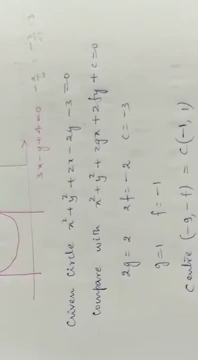 3x-y+4=0
Given circle x²+y²+2x-2y-3=0
Compare with x²+y²+2gx+2fy+c=0
2g=2 2f=-2 c=-3
g=1 f=-1
Centre (-g,-f) = C(-1,1)